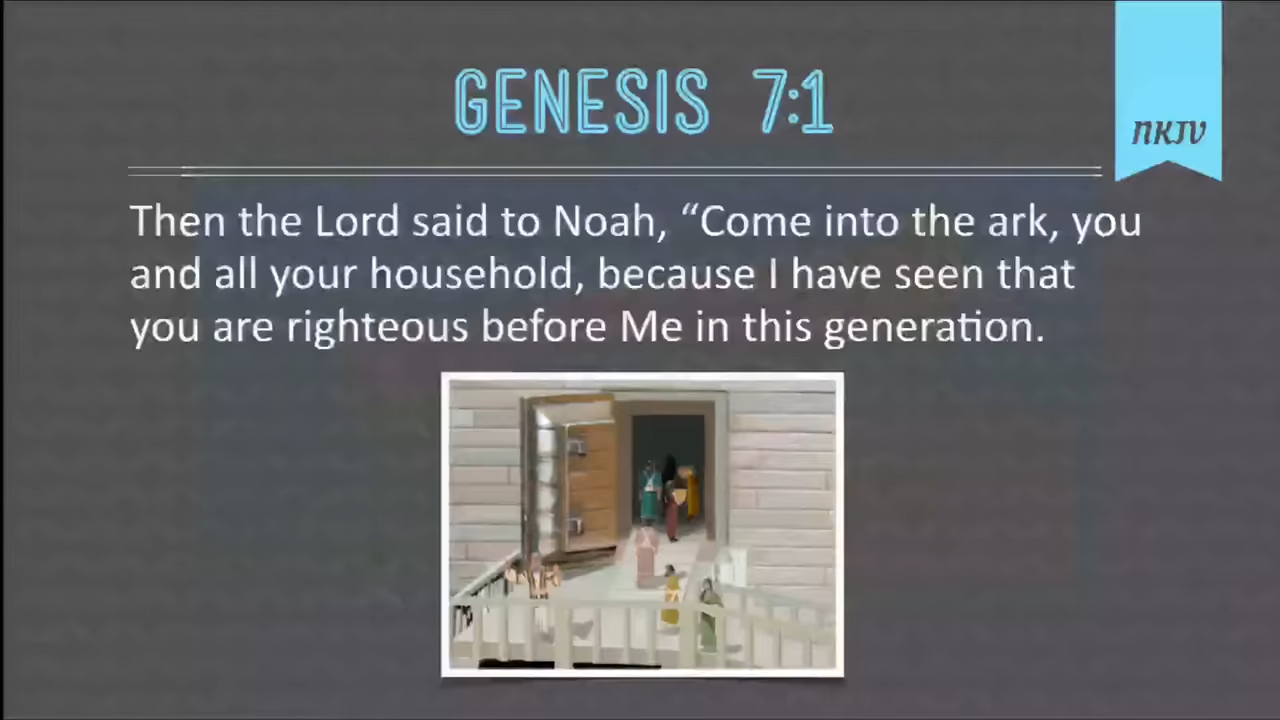 GENESIS 7:1
NKJV
Then the Lord said to Noah, “Come into the ark, you
and all your household, because I have seen that
you are righteous before Me in this generation.